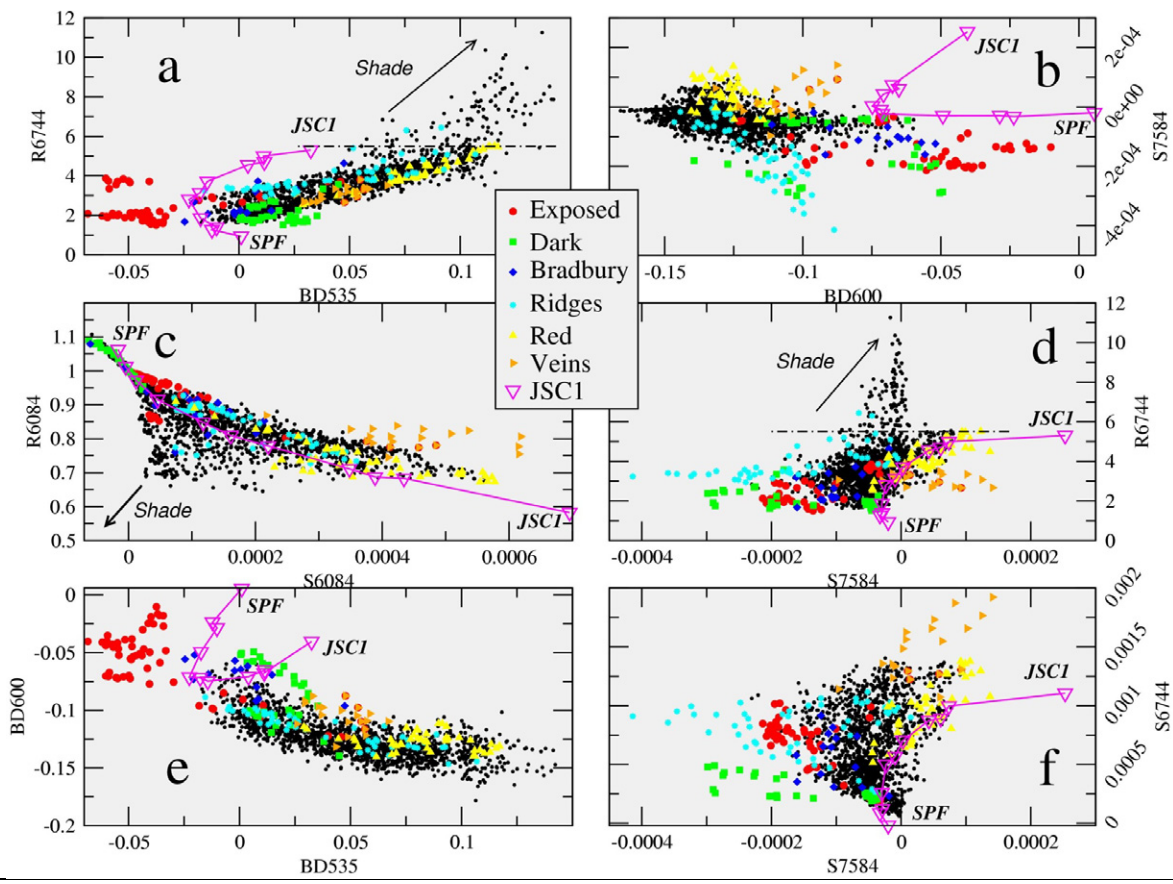 12
10
8
6
4
2
0
R6744
a
Shade
JSC1
SPF
-0.05
0
0.05
0.1
BD535
b
JSC1
SPF
2e-04
0e+00
-2e-04
-4e-04
S7584
-0.15
-0.1
-0.05
0
BD600
Exposed
Dark
Bradbury
Ridges
Red
Veins
JSC1
1.1
1
0.9
0.8
0.7
0.6
0.5
R6084
SPF
c
Shade
JSC1
0
0.0002
0.0004
0.0006
S6084
d
Shade
JSC1
SPF
12
10
8
6
4
2
0
R6744
-0.0004
-0.0002
0
0.0002
S7584
0
-0.05
-0.1
-0.15
-0.2
BD600
SPF
JSC1
e
-0.05
0
0.05
0.1
BD535
JSC1
SPF
f
0.002
0.0015
0.001
0.0005
0
S6744
-0.0004
-0.0002
0
0.0002
S7584